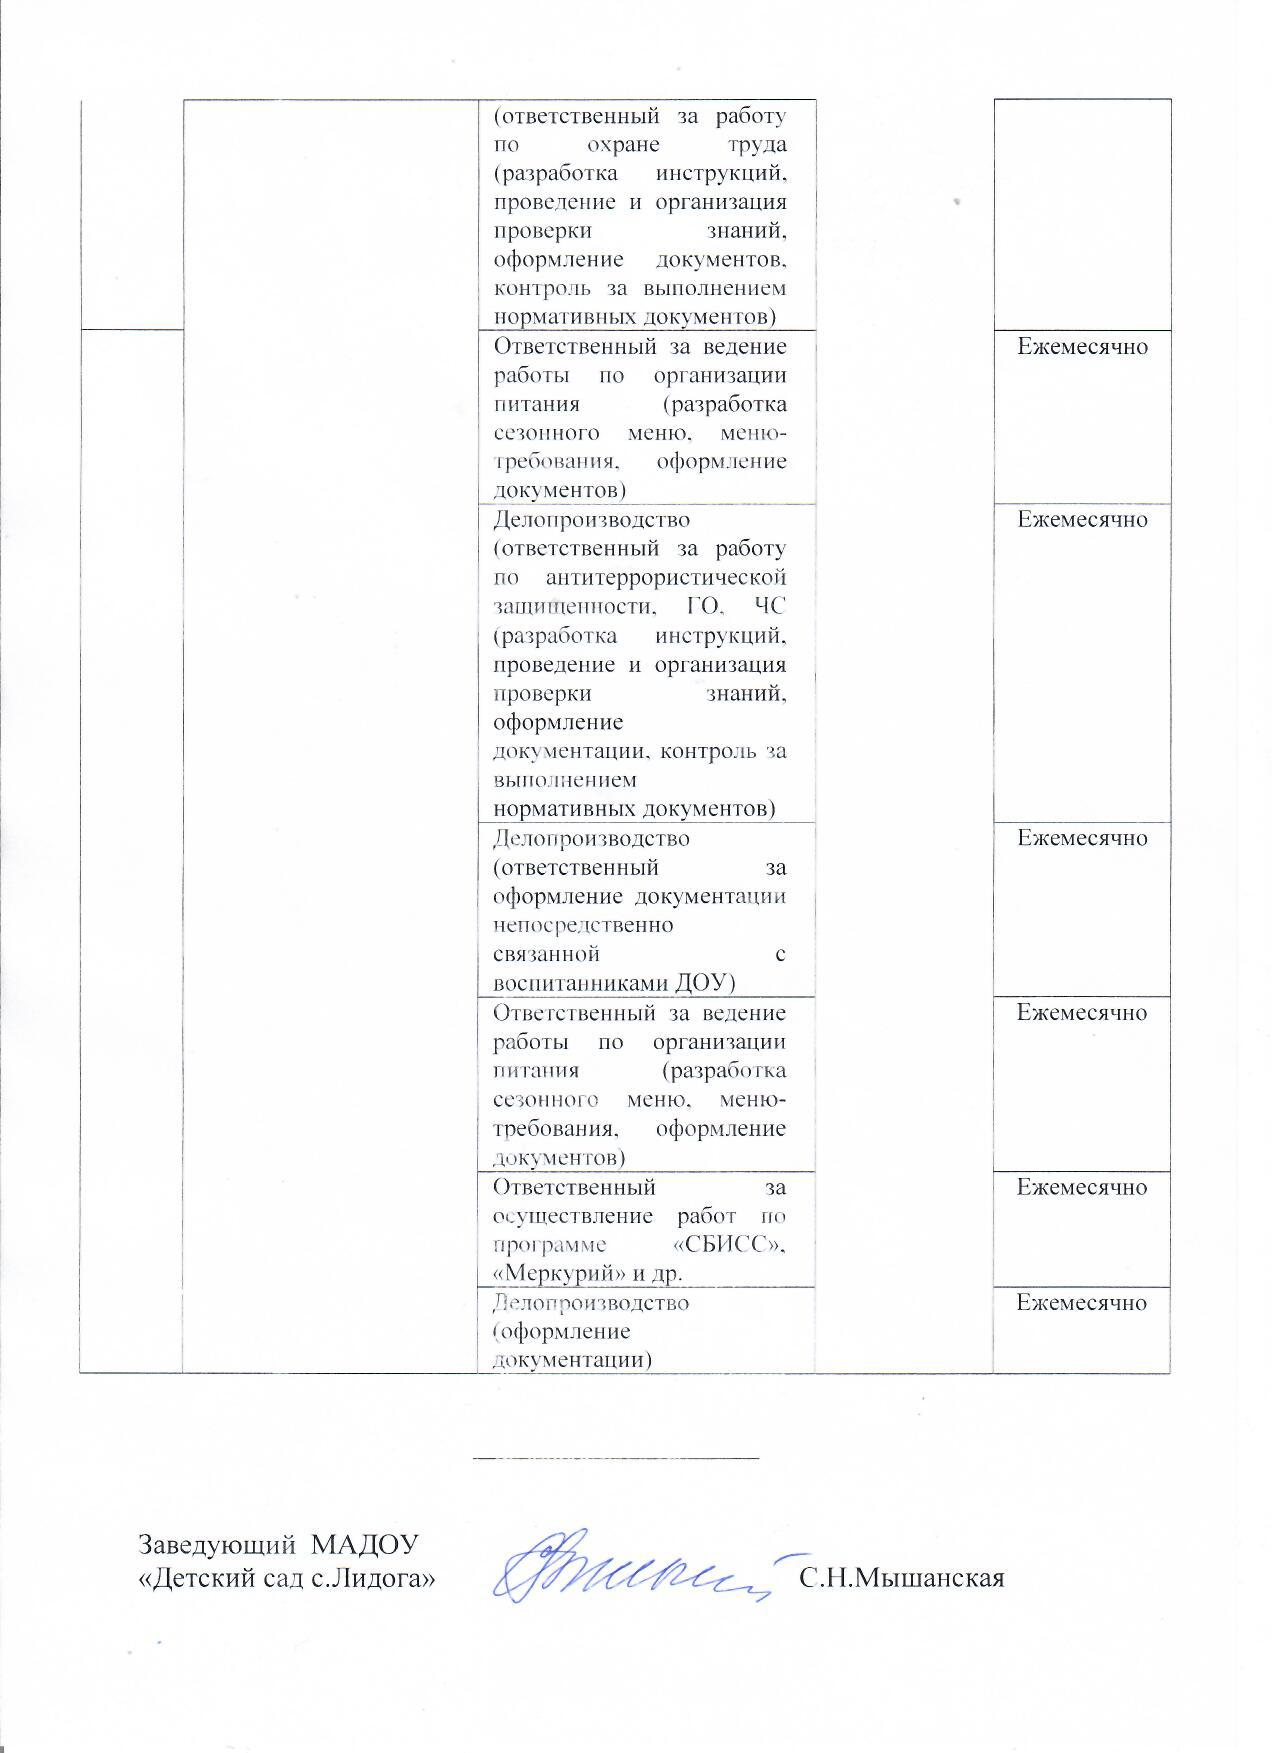 (ответственный за работу
по охране труда
(разработка инструкций,
проведение и организация
проверки знаний,
оформление документов,
контроль за выполнением
нормативных документов)
Ответственный за ведение
работы по организации
питания (разработка
сезонного меню, меню-
требования, оформление
документов)
Ежемесячно
Делопроизводство
(ответственный за работу
по антитеррористической
защищенности, ГО, ЧС
(разработка инструкций,
проведение и организация
проверки знаний,
оформление
документации, контроль за
выполнением
нормативных документов)
Ежемесячно
Делопроизводство
(ответственный за
оформление документации
непосредственно
связанной с
воспитанниками ДОУ)
Ежемесячно
Ответственный за ведение
работы по организации
питания (разработка
сезонного меню, меню-
требования, оформление
документов)
Ежемесячно
Ответственный за
осуществление работ по
программе «СБИСС»,
«Меркурий» и др.
Ежемесячно
Делопроизводство
(оформление
документации)
Ежемесячно
Заведующий МАДОУ
«Детский сад с.Лидога» С.Н.Мышанская